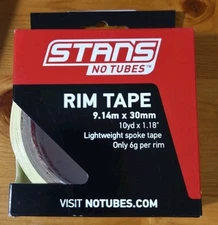 STANS
NO TUBES™
RIM TAPE
9.14m x 30mm
10yd x 1.18"
Lightweight spoke tape
Only 6g per rim
VISIT NOTUBES.COM